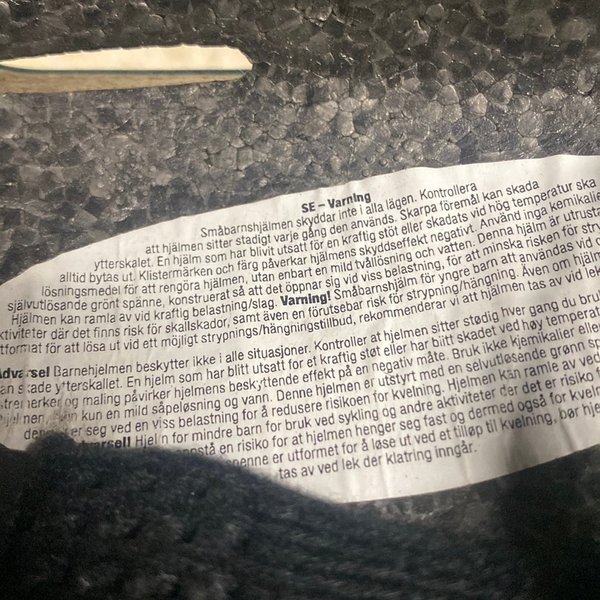 SE – Varning
Småbarnshjälmen skyddar inte i alla lägen. Kontrollera
att hjälmen sitter stadigt varje gång den används. Skarpa föremål kan skada
ytterskalet. En hjälm som har blivit utsatt för en kraftig stöt eller skadats vid hög temperatur ska
alltid bytas ut. Klistermärken och färg påverkar hjälmens skyddseffekt negativt. Använd inga kemikalie
lösningsmedel för att rengöra hjälmen, utan enbart en mild tvållösning och vatten. Denna hjälm är utrusta
självutlösande grönt spänne, konstruerat så att det öppnar sig vid viss belastning, för att minska risken för stry
Hjälmen kan ramla av vid kraftig belastning/slag. Varning! Småbarnshjälm för yngre barn att användas vid c
ktiviteter där det finns risk för skallskador, samt även en förutsebar risk för strypning/hängning. Även om hjälm
utformat för att lösa ut vid ett möjligt strypnings/hängningstillbud, rekommenderar vi att hjälmen tas av vid lek
Advarsel Barnehjelmen beskytter ikke i alle situasjoner. Kontroller at hjelmen sitter stødig hver gang du bruk
an skade ytterskallet. En hjelm som har blitt utsatt for et kraftig støt eller har blitt skadet ved høy temperat
merker og maling påvirker hjelmens beskyttende effekt på en negativ måte. Bruk ikke kjemikalier eller
kun en mild såpeløsning og vann. Denne hjelmen er utstyrt med en selvutløsende grønn sp
er seg ved en viss belastning for å redusere risikoen for kvelning. Hjelmen kan ramle av ved
Hjelm for mindre barn for bruk ved sykling og andre aktiviteter der det er risiko f
oppstå en risiko for at hjelmen henger seg fast og dermed også for kveln
er utformet for å løse ut ved et tilløp til kvelning, bør hje
tas av ved lek der klatring inngår.